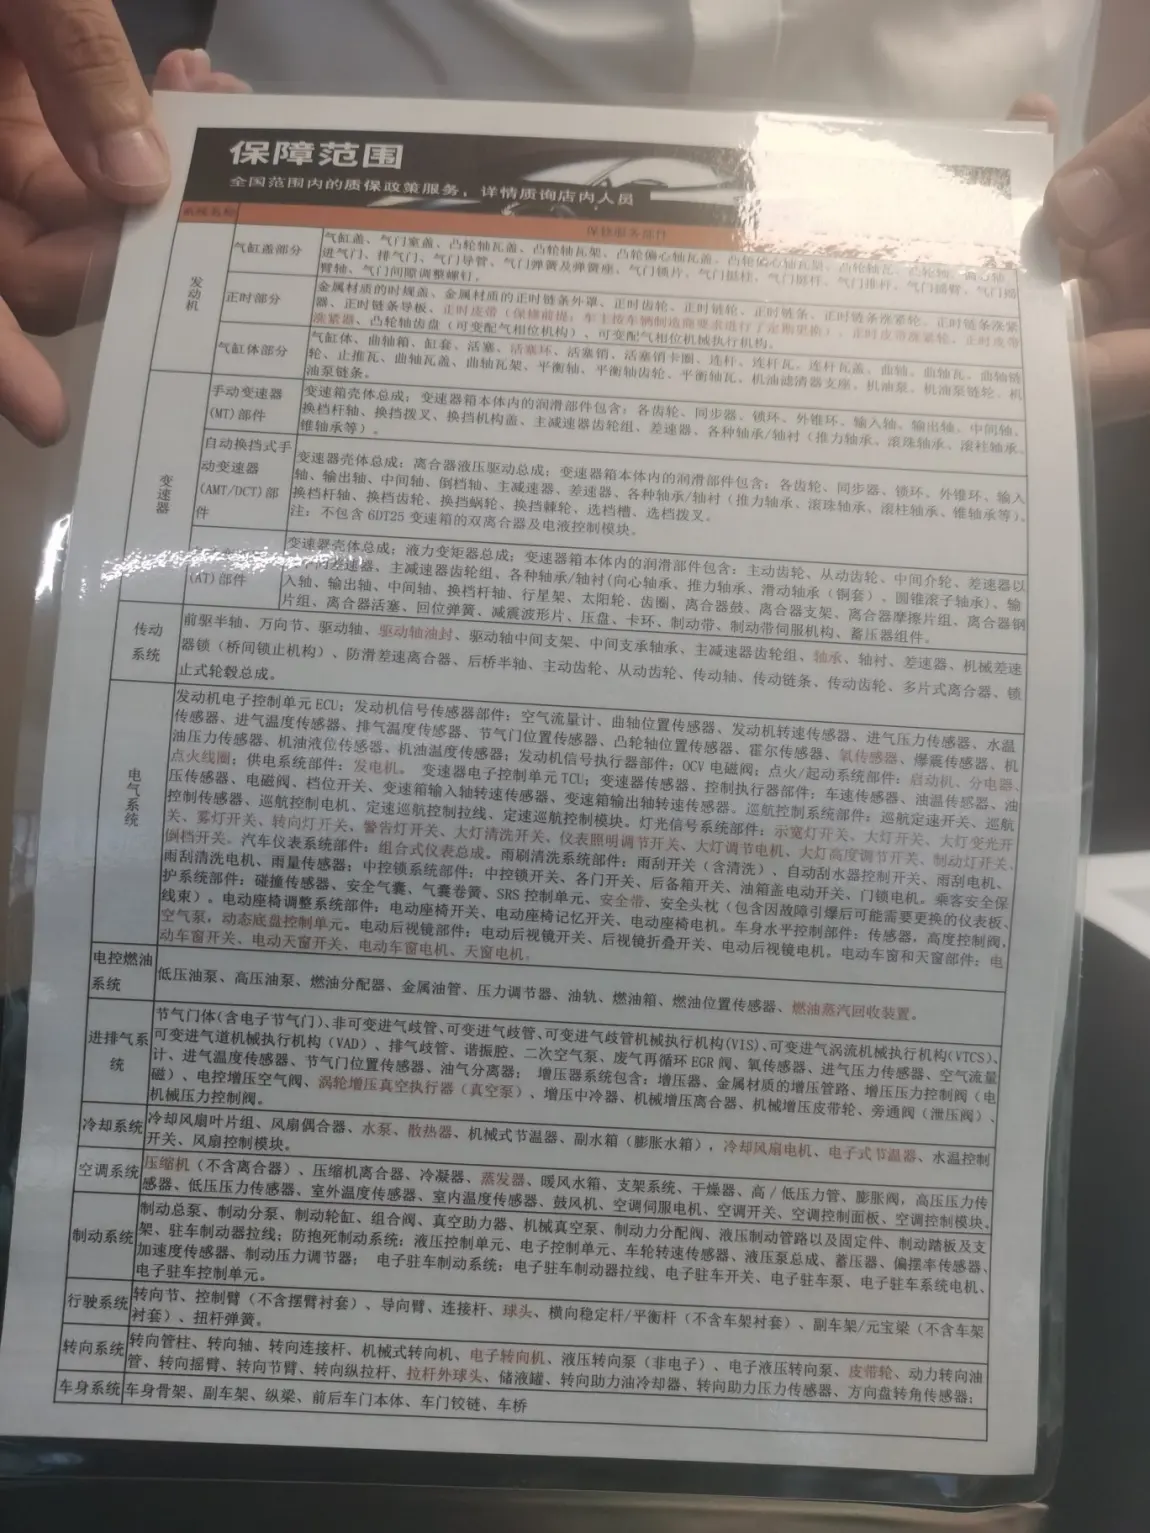 保障范围
全国范围内的质保政策服务，详情质询店内人员
系统名称
保修服务部件
发动机
气缸盖部分
气缸盖、气门室盖、凸轮轴瓦盖、凸轮轴瓦架、凸轮偏心轴瓦盖、凸轮偏心轴瓦架、凸轮轴瓦、凸轮轴、偏心轴、
进气门、排气门、气门导管、气门弹簧及弹簧座、气门锁片、气门挺柱、气门挺杆、气门推杆、气门摇臂、气门摇
臂轴、气门间隙调整螺钉。
正时部分
金属材质的时规盖、金属材质的正时链条外罩、正时齿轮、正时链轮、正时链条、正时链条涨紧轮、正时链条涨紧
器、正时链条导板、正时皮带（保修前提：车主按车辆制造商要求进行了定期更换）、正时皮带涨紧轮、正时皮带
涨紧器、凸轮轴齿盘（可变配气相位机构）、可变配气相位机械执行机构。
气缸体部分
气缸体、曲轴箱、缸套、活塞、活塞环、活塞销、活塞销卡圈、连杆、连杆瓦、连杆瓦盖、曲轴、曲轴瓦、曲轴链
轮、止推瓦、曲轴瓦盖、曲轴瓦架、平衡轴、平衡轴齿轮、平衡轴瓦、机油滤清器支座、机油泵、机油泵链轮、机
油泵链条。
变速器
手动变速器
(MT)部件
变速箱壳体总成；变速器箱本体内的润滑部件包含：各齿轮、同步器、锁环、外锥环、输入轴、输出轴、中间轴、
换档杆轴、换挡拨叉、换挡机构盖、主减速器齿轮组、差速器、各种轴承/轴衬（推力轴承、滚珠轴承、滚柱轴承、
锥轴承等）。
自动换挡式手
动变速器
(AMT/DCT)部
件
变速器壳体总成；离合器液压驱动总成；变速器箱本体内的润滑部件包含：各齿轮、同步器、锁环、外锥环、输入
轴、输出轴、中间轴、倒档轴、主减速器、差速器、各种轴承/轴衬（推力轴承、滚珠轴承、滚柱轴承、锥轴承等）。
换档杆轴、换挡齿轮、换挡蜗轮、换挡棘轮、选档槽、选档拨叉。
注：不包含6DT25变速箱的双离合器及电液控制模块。
(AT)部件
变速器壳体总成；液力变矩器总成；变速器箱本体内的润滑部件包含：主动齿轮、从动齿轮、中间介轮、差速器以
差速器、主减速器齿轮组、各种轴承/轴衬(向心轴承、推力轴承、滑动轴承（铜套）、圆锥滚子轴承)、输
入轴、输出轴、中间轴、换档杆轴、行星架、太阳轮、齿圈，离合器鼓、离合器支架、离合器摩擦片组、离合器钢
片组、离合器活塞、回位弹簧、减震波形片、压盘、卡环、制动带、制动带伺服机构、蓄压器组件。
传动
系统
前驱半轴、万向节、驱动轴、驱动轴油封、驱动轴中间支架、中间支承轴承、主减速器齿轮组、轴承、轴衬、差速器、机械差速
器锁（桥间锁止机构）、防滑差速离合器、后桥半轴、主动齿轮、从动齿轮、传动轴、传动链条、传动齿轮、多片式离合器、锁
止式轮毂总成。
电气系统
发动机电子控制单元ECU；发动机信号传感器部件：空气流量计、曲轴位置传感器、发动机转速传感器、进气压力传感器、水温
传感器、进气温度传感器、排气温度传感器、节气门位置传感器、凸轮轴位置传感器、霍尔传感器、氧传感器、爆震传感器、机
油压力传感器、机油液位传感器、机油温度传感器；发动机信号执行器部件：OCV电磁阀；点火/起动系统部件：启动机、分电器、
点火线圈；供电系统部件：发电机。 变速器电子控制单元TCU；变速器传感器、控制执行器部件：车速传感器、油温传感器、油
压传感器、电磁阀、档位开关、变速箱输入轴转速传感器、变速箱输出轴转速传感器。巡航控制系统部件：巡航定速开关、巡航
控制传感器、巡航控制电机、定速巡航控制拉线、定速巡航控制模块。灯光信号系统部件：示宽灯开关、大灯开关、大灯变光开
关、雾灯开关、转向灯开关、警告灯开关、大灯清洗开关、仪表照明调节开关、大灯调节电机、大灯高度调节开关、制动灯开关、
倒档开关。汽车仪表系统部件：组合式仪表总成。雨刷清洗系统部件：雨刮开关（含清洗）、自动刮水器控制开关、雨刮电机、
雨刮清洗电机、雨量传感器；中控锁系统部件：中控锁开关、各门开关、后备箱开关、油箱盖电动开关、门锁电机。乘客安全保
护系统部件：碰撞传感器、安全气囊、气囊卷簧、SRS控制单元、安全带、安全头枕（包含因故障引爆后可能需要更换的仪表板、
线束）。电动座椅调整系统部件：电动座椅开关、电动座椅记忆开关、电动座椅电机。车身水平控制部件：传感器，高度控制阀，
空气泵，动态底盘控制单元。电动后视镜部件：电动后视镜开关、后视镜折叠开关、电动后视镜电机。电动车窗和天窗部件：电
动车窗开关、电动天窗开关、电动车窗电机、天窗电机。
电控燃油
系统
低压油泵、高压油泵、燃油分配器、金属油管、压力调节器、油轨、燃油箱、燃油位置传感器、燃油蒸汽回收装置。
进排气系
统
节气门体（含电子节气门）、非可变进气歧管、可变进气歧管、可变进气歧管机械执行机构(VIS)、可变进气涡流机械执行机构(VTCS)、
可变进气道机械执行机构（VAD）、排气歧管、谐振腔、二次空气泵、废气再循环EGR阀、氧传感器、进气压力传感器、空气流量
计、进气温度传感器、节气门位置传感器、油气分离器； 增压器系统包含：增压器、金属材质的增压管路、增压压力控制阀（电
磁）、电控增压空气阀、涡轮增压真空执行器（真空泵）、增压中冷器、机械增压离合器、机械增压皮带轮、旁通阀（泄压阀）、
机械压力控制阀。
冷却系统
冷却风扇叶片组、风扇偶合器、水泵、散热器、机械式节温器、副水箱（膨胀水箱），冷却风扇电机、电子式节温器、水温控制
开关、风扇控制模块。
空调系统
压缩机（不含离合器）、压缩机离合器、冷凝器、蒸发器、暖风水箱、支架系统、干燥器、高/低压力管、膨胀阀，高压压力传
感器、低压压力传感器、室外温度传感器、室内温度传感器、鼓风机、空调伺服电机、空调开关、空调控制面板、空调控制模块。
制动系统
制动总泵、制动分泵、制动轮缸、组合阀、真空助力器、机械真空泵、制动力分配阀、液压制动管路以及固定件、制动踏板及支
架、驻车制动器拉线；防抱死制动系统：液压控制单元、电子控制单元、车轮转速传感器、液压泵总成、蓄压器、偏摆率传感器、
加速度传感器、制动压力调节器； 电子驻车制动系统：电子驻车制动器拉线、电子驻车开关、电子驻车泵、电子驻车系统电机、
电子驻车控制单元。
行驶系统
转向节、控制臂（不含摆臂衬套）、导向臂、连接杆、球头、横向稳定杆/平衡杆（不含车架衬套）、副车架/元宝梁（不含车架
衬套）、扭杆弹簧。
转向系统
转向管柱、转向轴、转向连接杆、机械式转向机、电子转向机、液压转向泵（非电子）、电子液压转向泵、皮带轮、动力转向油
管、转向摇臂、转向节臂、转向纵拉杆、拉杆外球头、储液罐、转向助力油冷却器、转向助力压力传感器、方向盘转角传感器；
车身系统
车身骨架、副车架、纵梁、前后车门本体、车门铰链、车桥